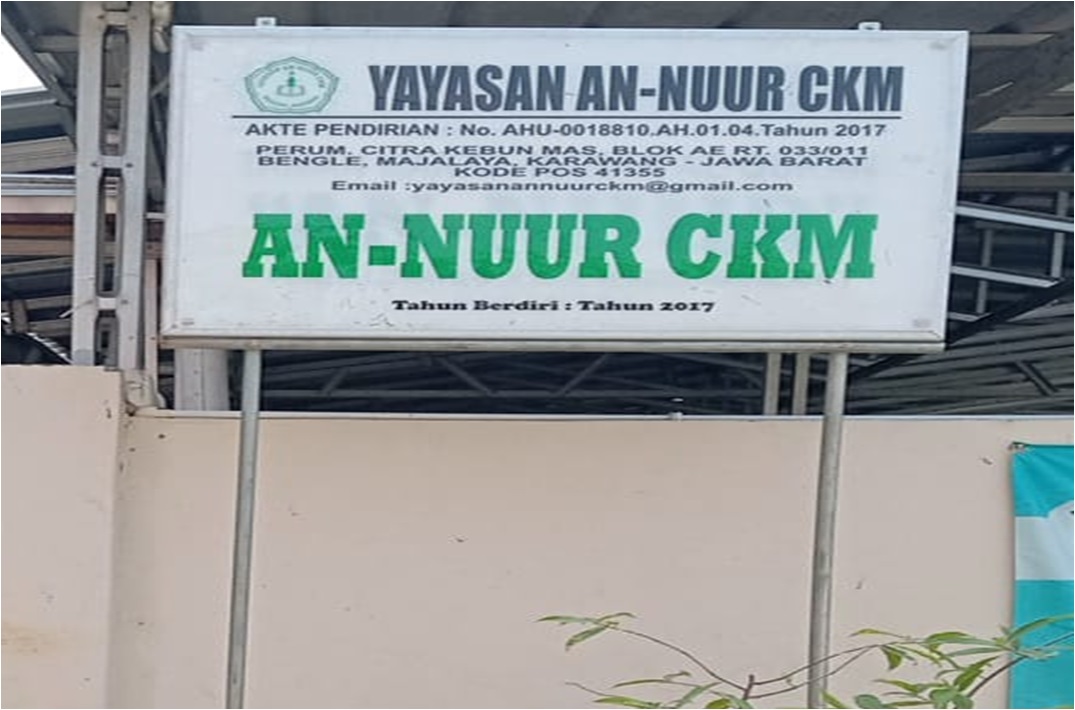 YAYASAN AN-NUUR CKM
AKTE PENDIRIAN : No. AHU-0018810.AH.01.04.Tahun 2017
PERUM. CITRA KEBUN MAS, BLOK AE RT. 033/011
BENGLE, MAJALAYA, KARAWANG - JAWA BARAT
KODE POS 41355
Email :yayasanannuurckm@gmail.com
AN-NUUR CKM
Tahun Berdiri : Tahun 2017